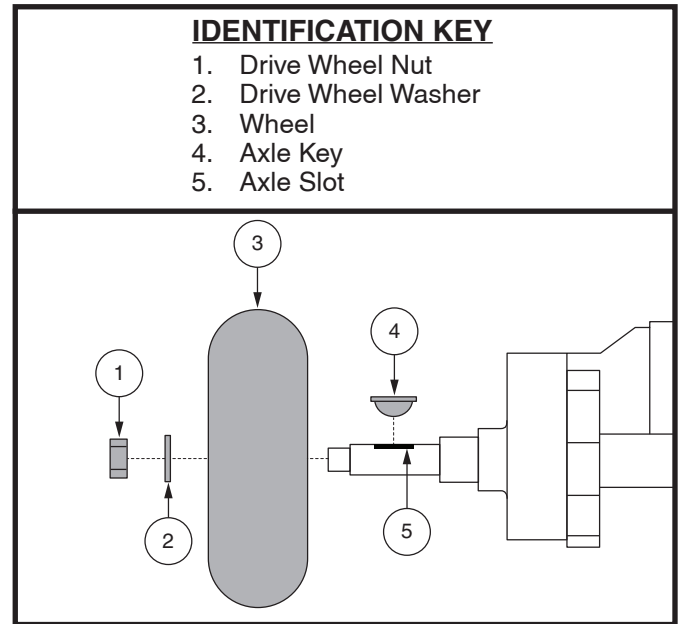 IDENTIFICATION KEY
1. Drive Wheel Nut
2. Drive Wheel Washer
3. Wheel
4. Axle Key
5. Axle Slot
3
4
1
2
5